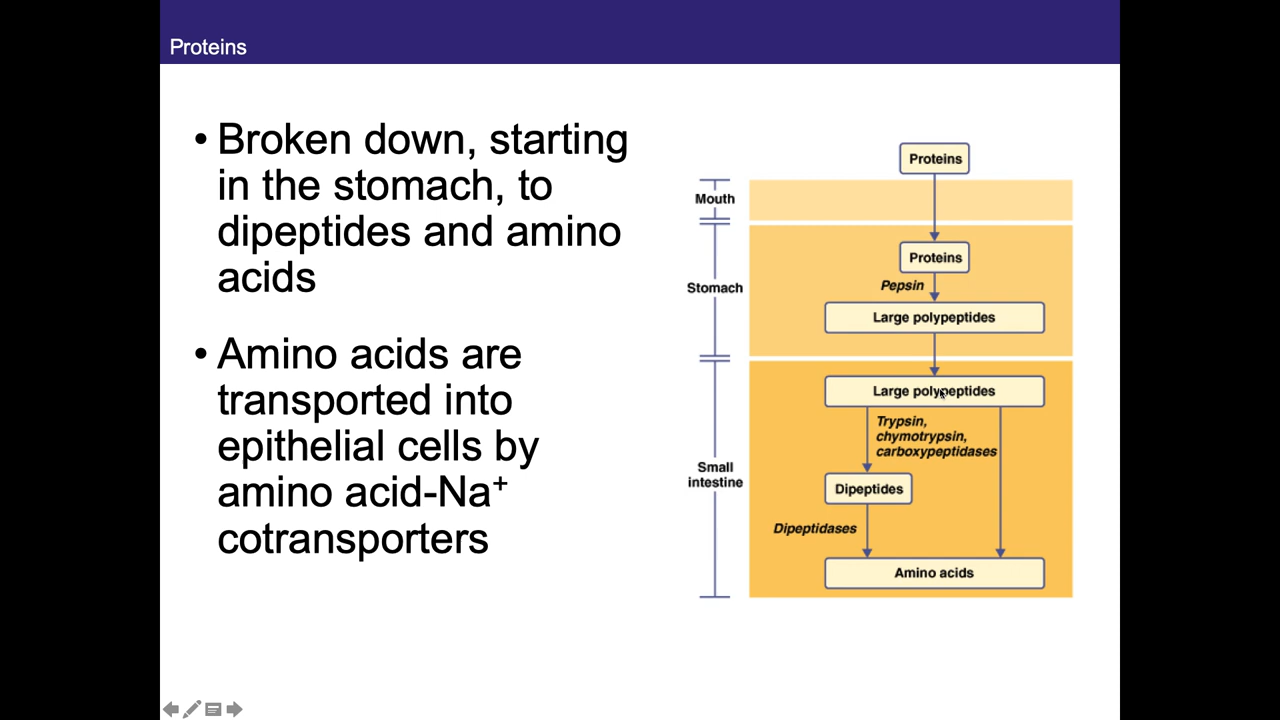 Proteins
• Broken down, starting
in the stomach, to
dipeptides and amino
acids
• Amino acids are
transported into
epithelial cells by
amino acid-Na⁺
cotransporters
Proteins
Mouth
Proteins
Pepsin
Stomach
Large polypeptides
Large polypeptides
Trypsin,
chymotrypsin,
carboxypeptidases
Small
intestine
Dipeptides
Dipeptidases
Amino acids